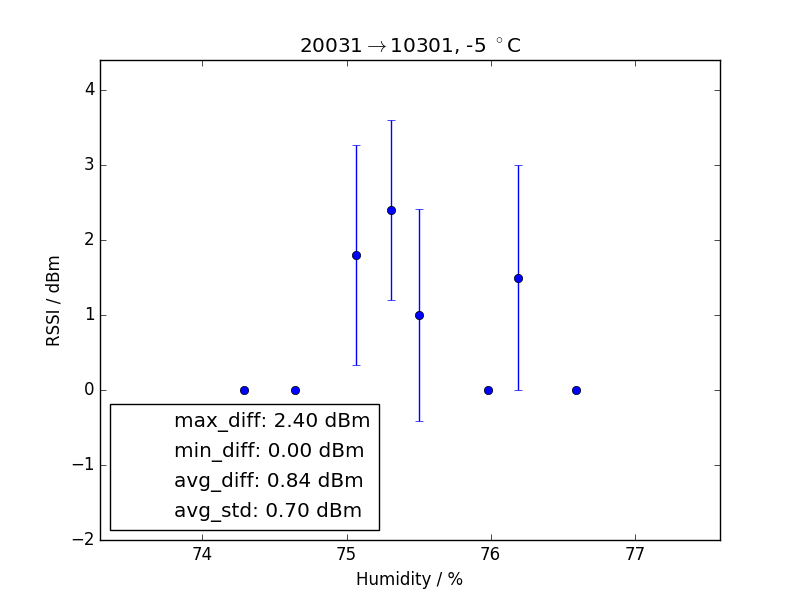 20031→10301, -5 °C
4
3
2
1
0
−1
−2
RSSI / dBm
max_diff: 2.40 dBm
min_diff: 0.00 dBm
avg_diff: 0.84 dBm
avg_std: 0.70 dBm
74 75 76 77
Humidity / %